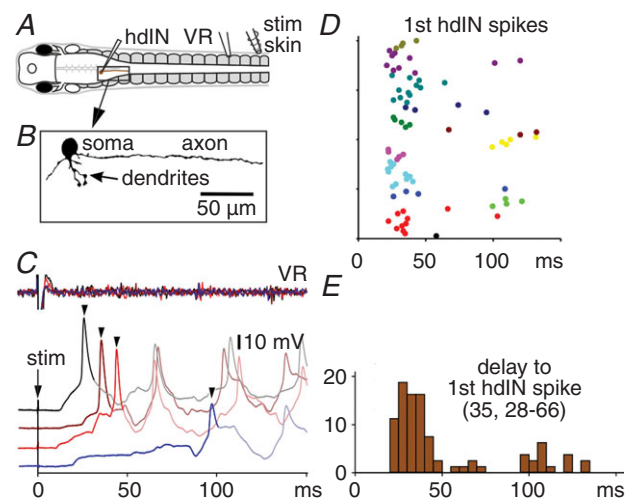 A
hdIN VR stim
skin
B
soma axon
dendrites
50 µm
C
VR
10 mV
stim
0 50 100 ms
D 1st hdIN spikes
0 50 100 ms
E
delay to
1st hdIN spike
(35, 28-66)
20
10
0
0 50 100 ms